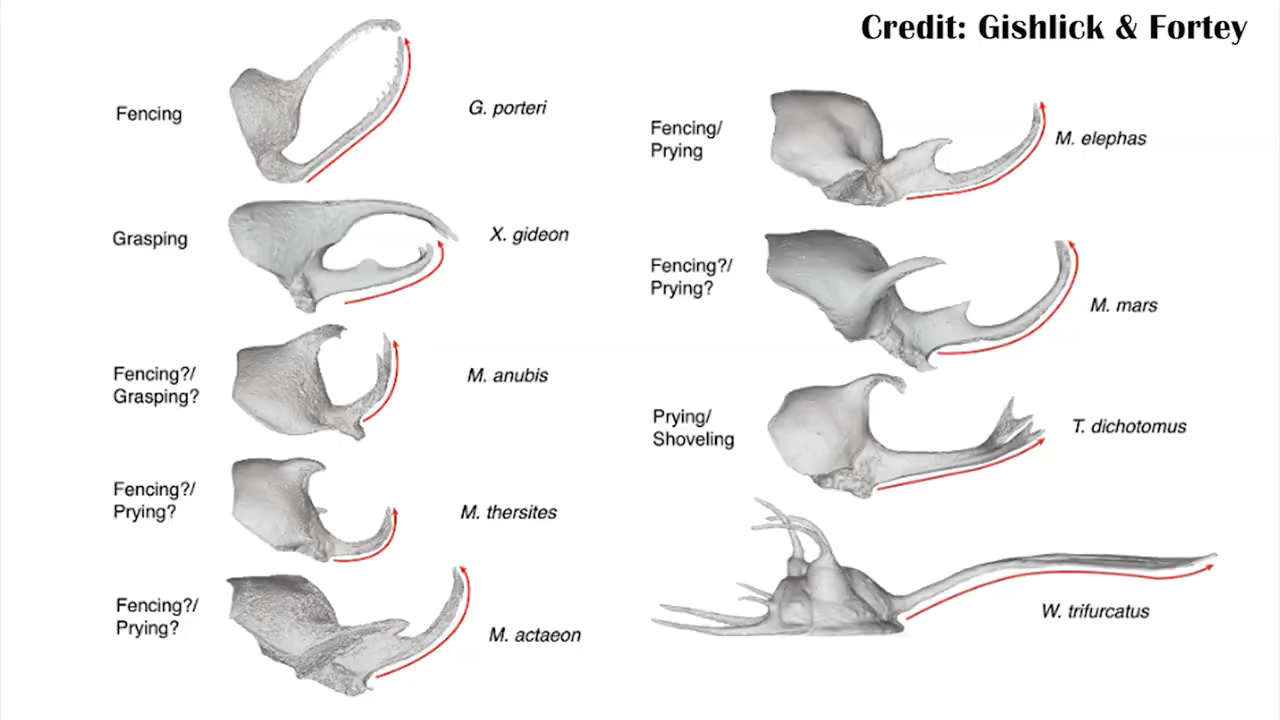 Credit: Gishlick & Fortey
Fencing
G. porteri
Grasping
X. gideon
Fencing?/
Grasping?
M. anubis
Fencing?/
Prying?
M. thersites
Fencing?/
Prying?
M. actaeon
Fencing/
Prying
M. elephas
Fencing?/
Prying?
M. mars
Prying/
Shoveling
T. dichotomus
W. trifurcatus